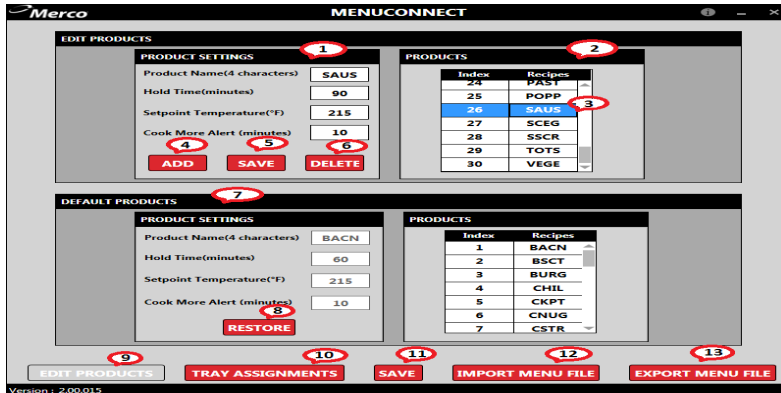 Merco MENUCONNECT
EDIT PRODUCTS
PRODUCT SETTINGS 1
Product Name(4 characters) SAUS
Hold Time(minutes) 90
Setpoint Temperature(°F) 215
Cook More Alert (minutes) 10
4 5 6
ADD SAVE DELETE
PRODUCTS 2
Index Recipes
24 PAST
25 POPP
26 SAUS 3
27 SCEG
28 SSCR
29 TOTS
30 VEGE
DEFAULT PRODUCTS 7
PRODUCT SETTINGS
Product Name(4 characters) BACN
Hold Time(minutes) 60
Setpoint Temperature(°F) 215
Cook More Alert (minutes) 10
8
RESTORE
PRODUCTS
Index Recipes
1 BACN
2 BSCT
3 BURG
4 CHIL
5 CKPT
6 CNUG
7 CSTR
9 10 11 12 13
EDIT PRODUCTS TRAY ASSIGNMENTS SAVE IMPORT MENU FILE EXPORT MENU FILE
Version : 2.00.015